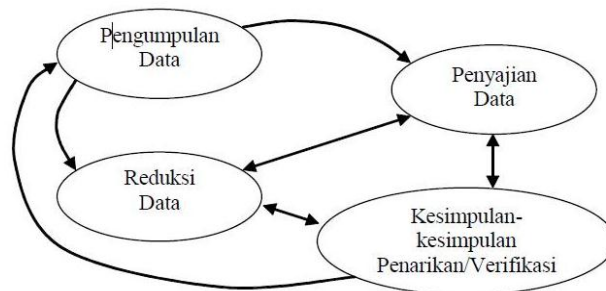 Pengumpulan
Data
Penyajian
Data
Reduksi
Data
Kesimpulan-
kesimpulan
Penarikan/Verifikasi